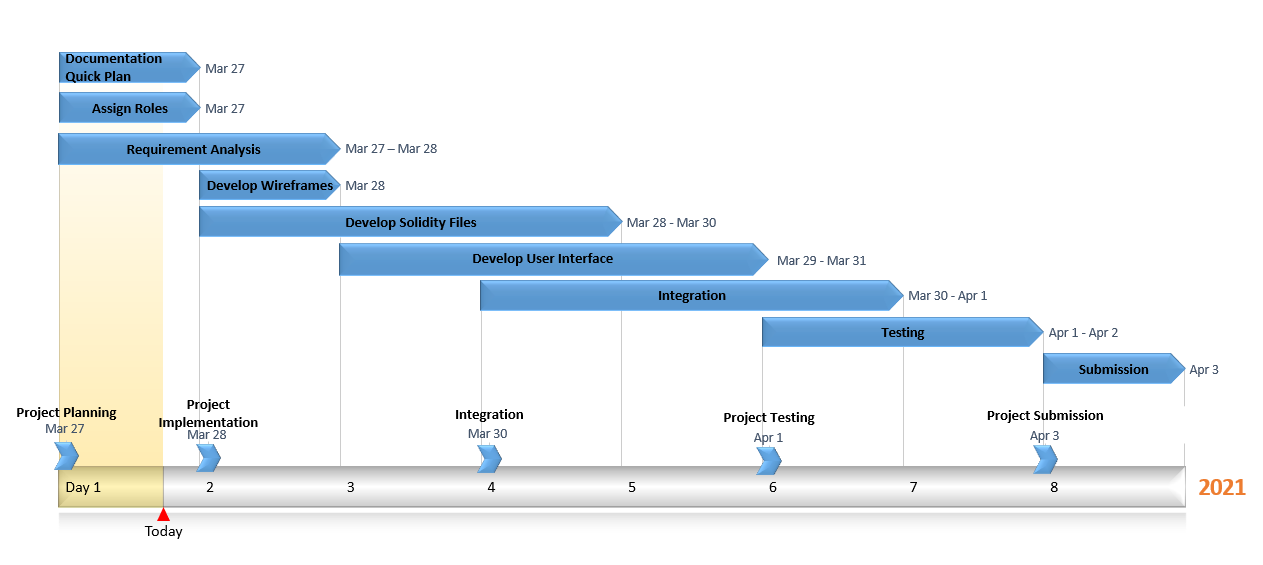 Documentation
Quick Plan
Mar 27
Assign Roles
Mar 27
Requirement Analysis
Mar 27 – Mar 28
Develop Wireframes
Mar 28
Develop Solidity Files
Mar 28 - Mar 30
Develop User Interface
Mar 29 - Mar 31
Integration
Mar 30 - Apr 1
Testing
Apr 1 - Apr 2
Submission
Apr 3
Project Planning
Mar 27
Project
Implementation
Mar 28
Integration
Mar 30
Project Testing
Apr 1
Project Submission
Apr 3
Day 1 2 3 4 5 6 7 8
2021
Today